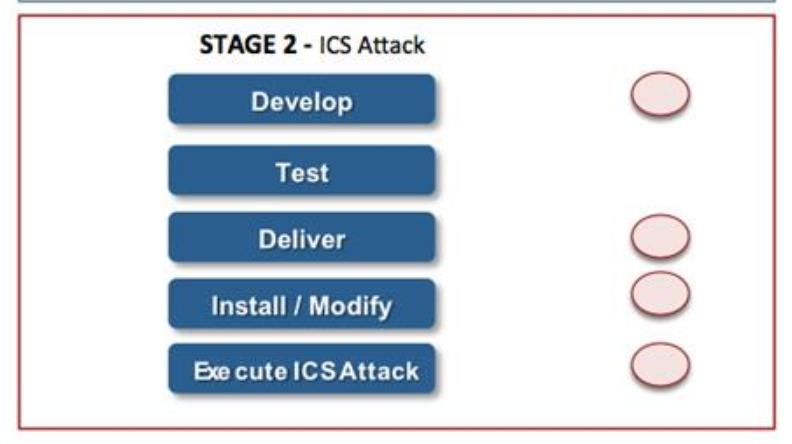 STAGE 2 - ICS Attack
Develop
Test
Deliver
Install / Modify
Execute ICS Attack